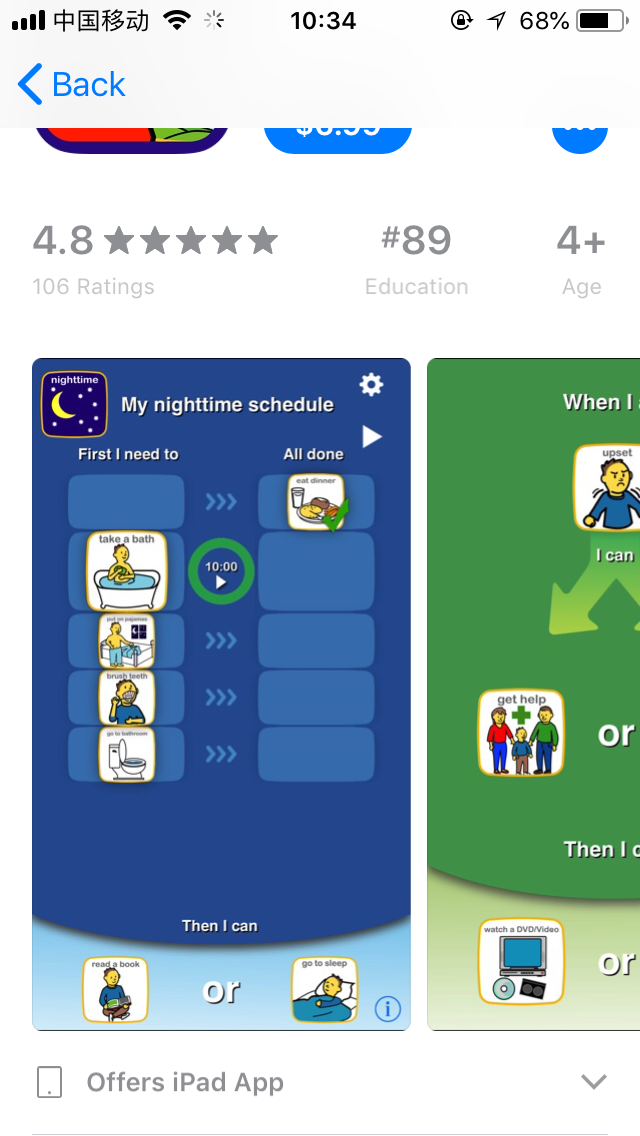 中国移动 10:34 68%
Back
4.8 #89 4+
106 Ratings Education Age
nighttime
My nighttime schedule
First I need to All done
eat dinner
take a bath
10:00
put on pajamas
brush teeth
go to bathroom
Then I can
read a book
or
go to sleep
When I
upset
I can
get help
or
Then I c
watch a DVD/Video
or
Offers iPad App